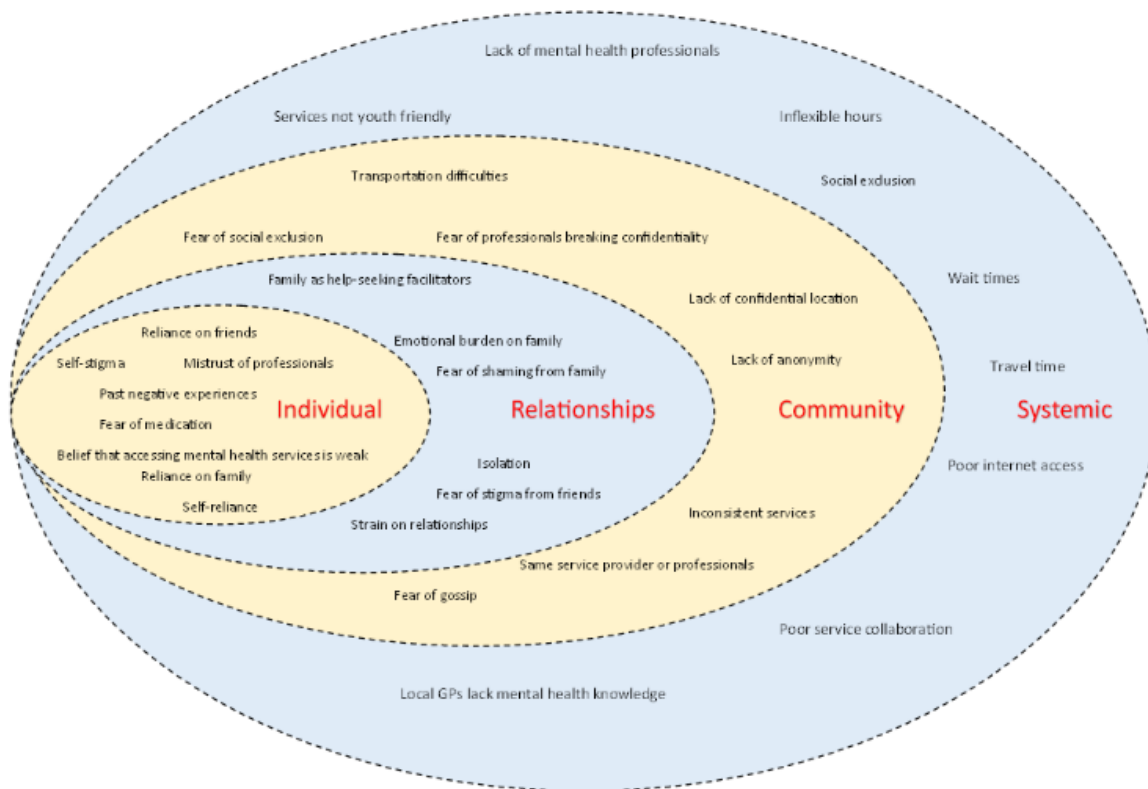 Lack of mental health professionals
Services not youth friendly
Inflexible hours
Transportation difficulties
Social exclusion
Fear of social exclusion
Fear of professionals breaking confidentiality
Family as help-seeking facilitators
Wait times
Lack of confidential location
Reliance on friends
Emotional burden on family
Self-stigma
Mistrust of professionals
Lack of anonymity
Fear of shaming from family
Travel time
Past negative experiences
Individual
Relationships
Community
Systemic
Fear of medication
Belief that accessing mental health services is weak
Isolation
Poor internet access
Reliance on family
Fear of stigma from friends
Self-reliance
Inconsistent services
Strain on relationships
Same service provider or professionals
Fear of gossip
Poor service collaboration
Local GPs lack mental health knowledge